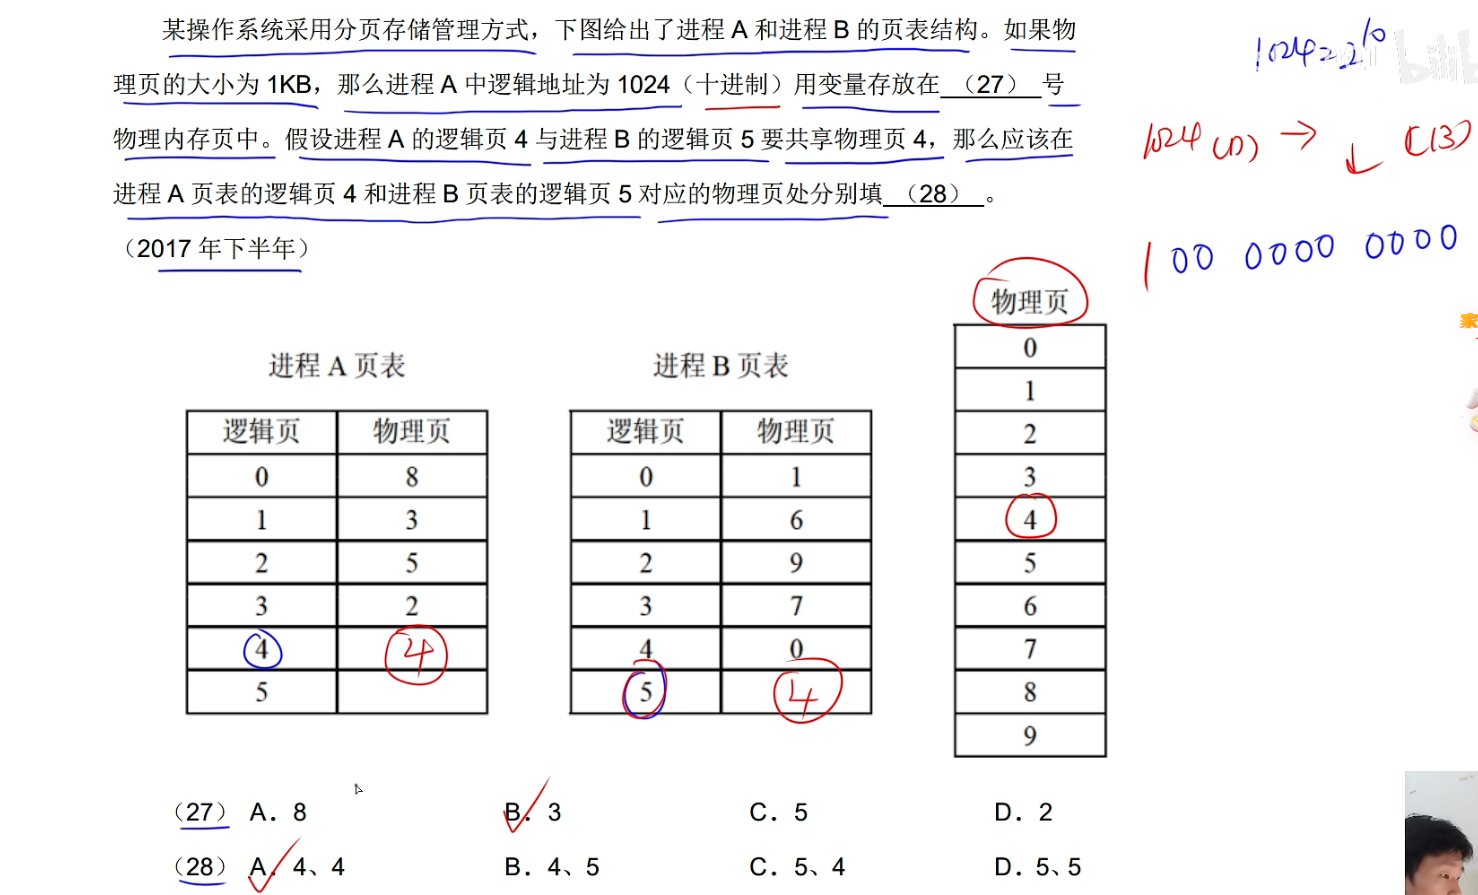 某操作系统采用分页存储管理方式，下图给出了进程 A 和进程 B 的页表结构。如果物
理页的大小为 1KB，那么进程 A 中逻辑地址为 1024（十进制）用变量存放在 （27） 号
物理内存页中。假设进程 A 的逻辑页 4 与进程 B 的逻辑页 5 要共享物理页 4，那么应该在
进程 A 页表的逻辑页 4 和进程 B 页表的逻辑页 5 对应的物理页处分别填 （28） 。
（2017 年下半年）
1024=2^10
bilib
1024 (D) → ↓ (B)
100 0000 0000
家
进程 A 页表
逻辑页 物理页
0 8
1 3
2 5
3 2
4 4
5
进程 B 页表
逻辑页 物理页
0 1
1 6
2 9
3 7
4 0
5 4
物理页
0
1
2
3
4
5
6
7
8
9
（27） A．8 B．3 C．5 D．2
（28） A．4、4 B．4、5 C．5、4 D．5、5